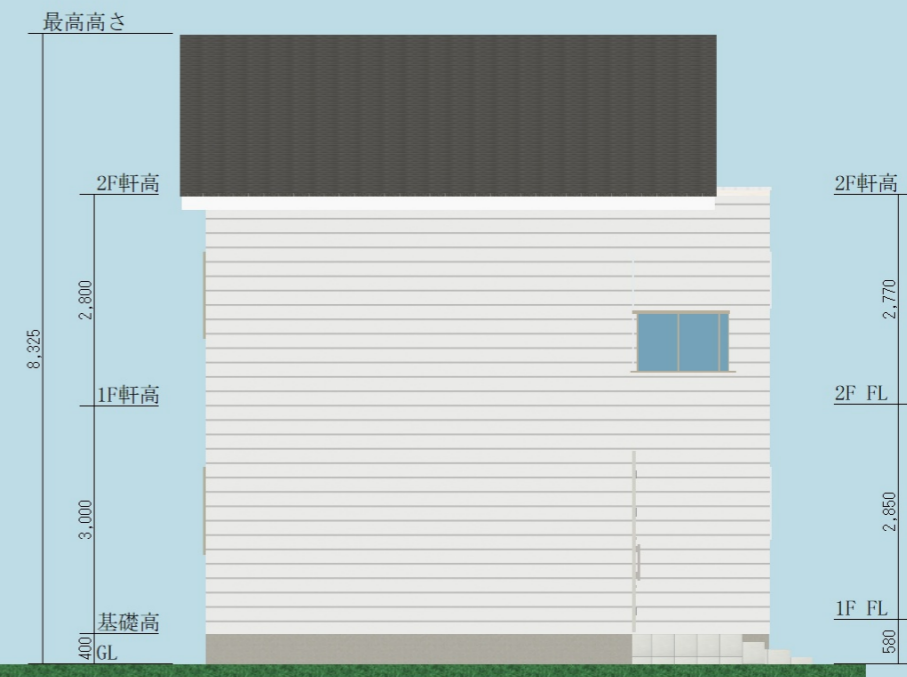 最高高さ
8,325
2F軒高
2,800
1F軒高
3,000
基礎高
400
GL
2F軒高
2,770
2F FL
2,850
1F FL
580